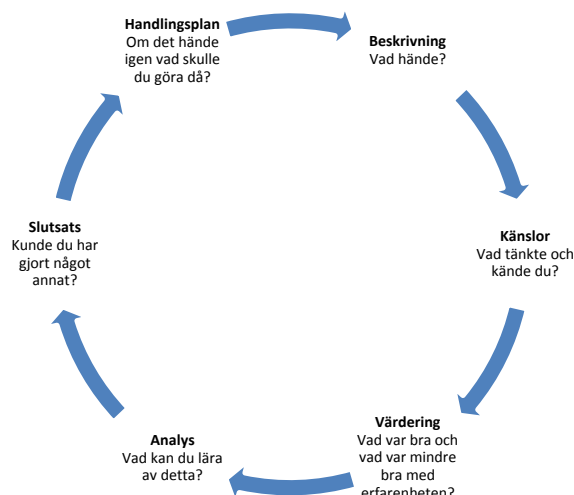 Handlingsplan
Om det hände
igen vad skulle
du göra då?
Beskrivning
Vad hände?
Känslor
Vad tänkte och
kände du?
Värdering
Vad var bra och
vad var mindre
bra med
erfarenheten?
Analys
Vad kan du lära
av detta?
Slutsats
Kunde du har
gjort något
annat?